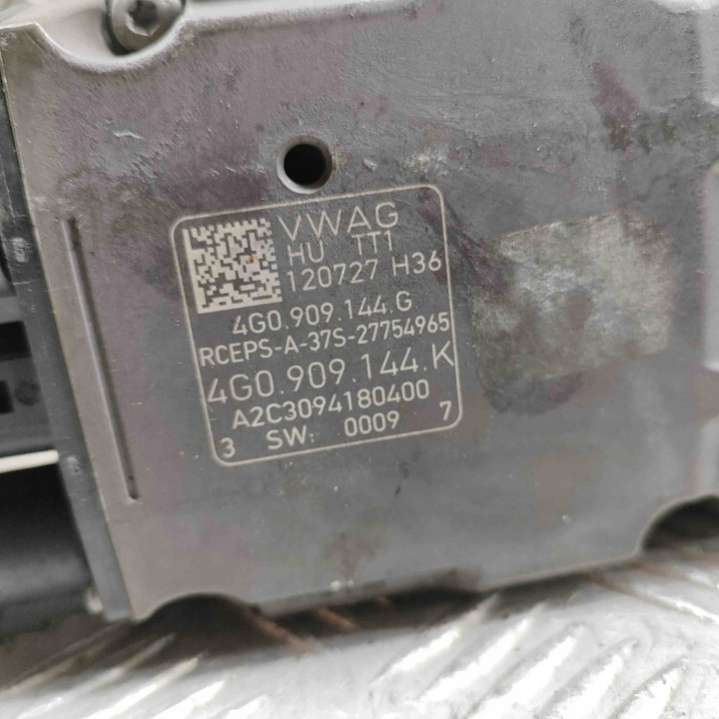 VWAG
HU TT1
120727 H36
4G0.909.144.G
RCEPS-A-37S-27754965
4G0.909.144.K
A2C3094180400
3 SW: 0009 7